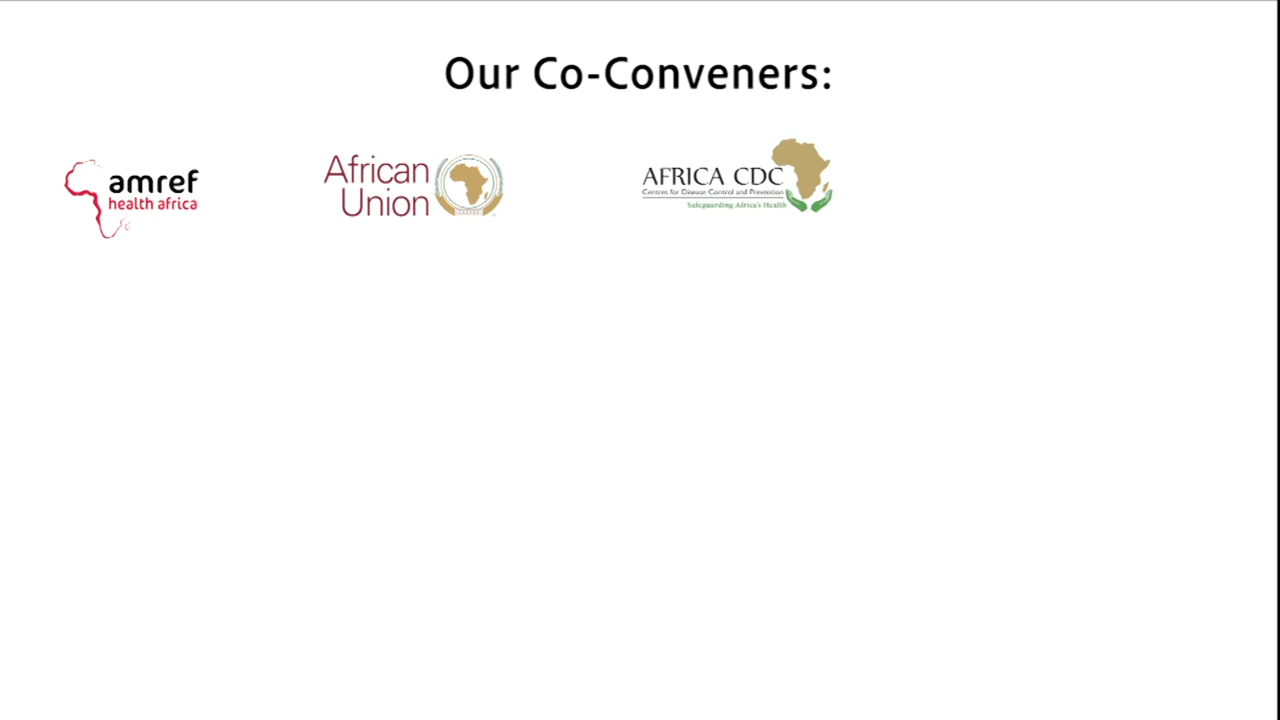 Our Co-Conveners:
amref
health africa
African
Union
AFRICA CDC
Centres for Disease Control and Prevention
Safeguarding Africa's Health